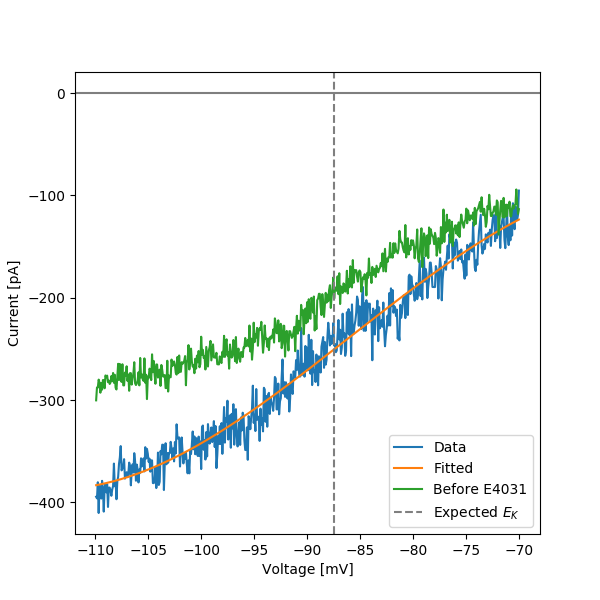 0
−100
−200
−300
−400
Current [pA]
−110
−105
−100
−95
−90
−85
−80
−75
−70
Voltage [mV]
Data
Fitted
Before E4031
Expected E_K